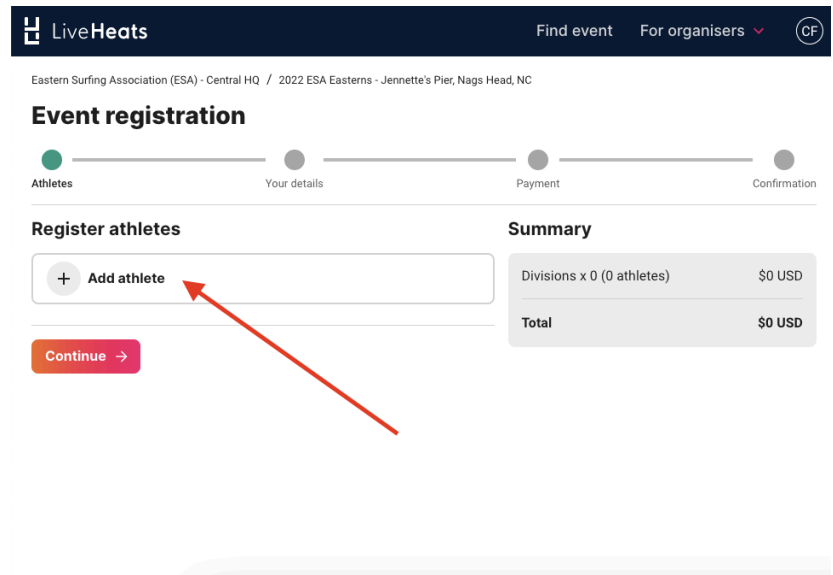 LiveHeats
Find event For organisers CF
Eastern Surfing Association (ESA) - Central HQ / 2022 ESA Easterns - Jennette's Pier, Nags Head, NC
Event registration
Athletes Your details Payment Confirmation
Register athletes
+ Add athlete
Continue →
Summary
Divisions x 0 (0 athletes) $0 USD
Total $0 USD